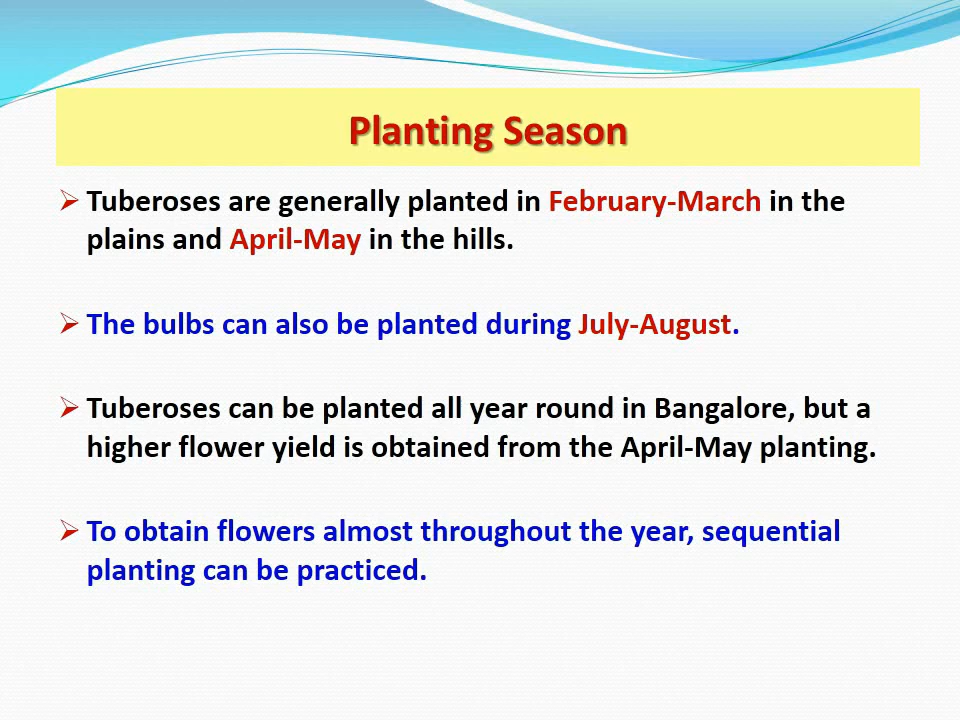 Planting Season
Tuberoses are generally planted in February-March in the
plains and April-May in the hills.
The bulbs can also be planted during July-August.
Tuberoses can be planted all year round in Bangalore, but a
higher flower yield is obtained from the April-May planting.
To obtain flowers almost throughout the year, sequential
planting can be practiced.